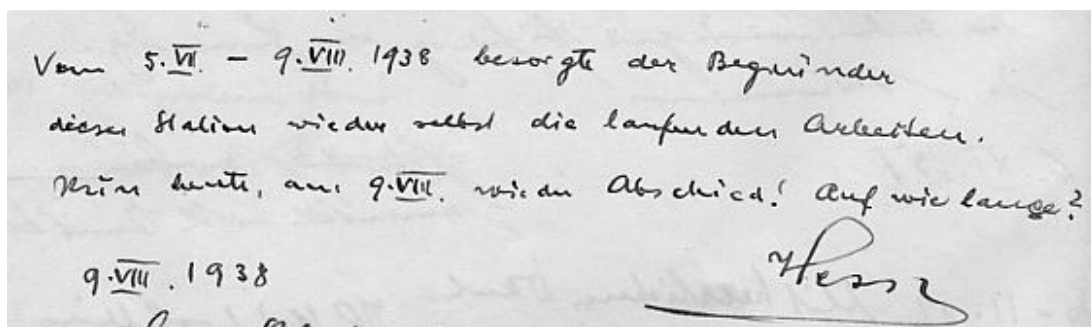 Vom 5.VII. – 9.VIII. 1938 besorgte der Begründer
dieser Station wieder selbst die laufenden Arbeiten.
Nun heute, am 9.VIII. wieder Abschied! Auf wie lange?
9.VIII.1938
Hess